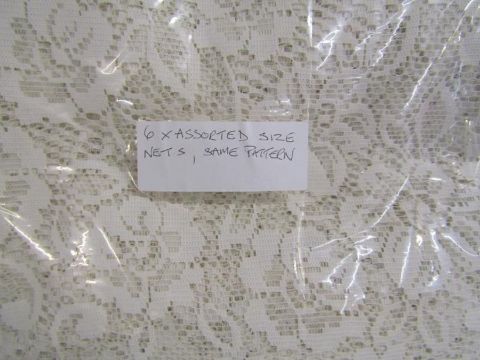 6 X ASSORTED SIZE
NETS, SAME PATTERN